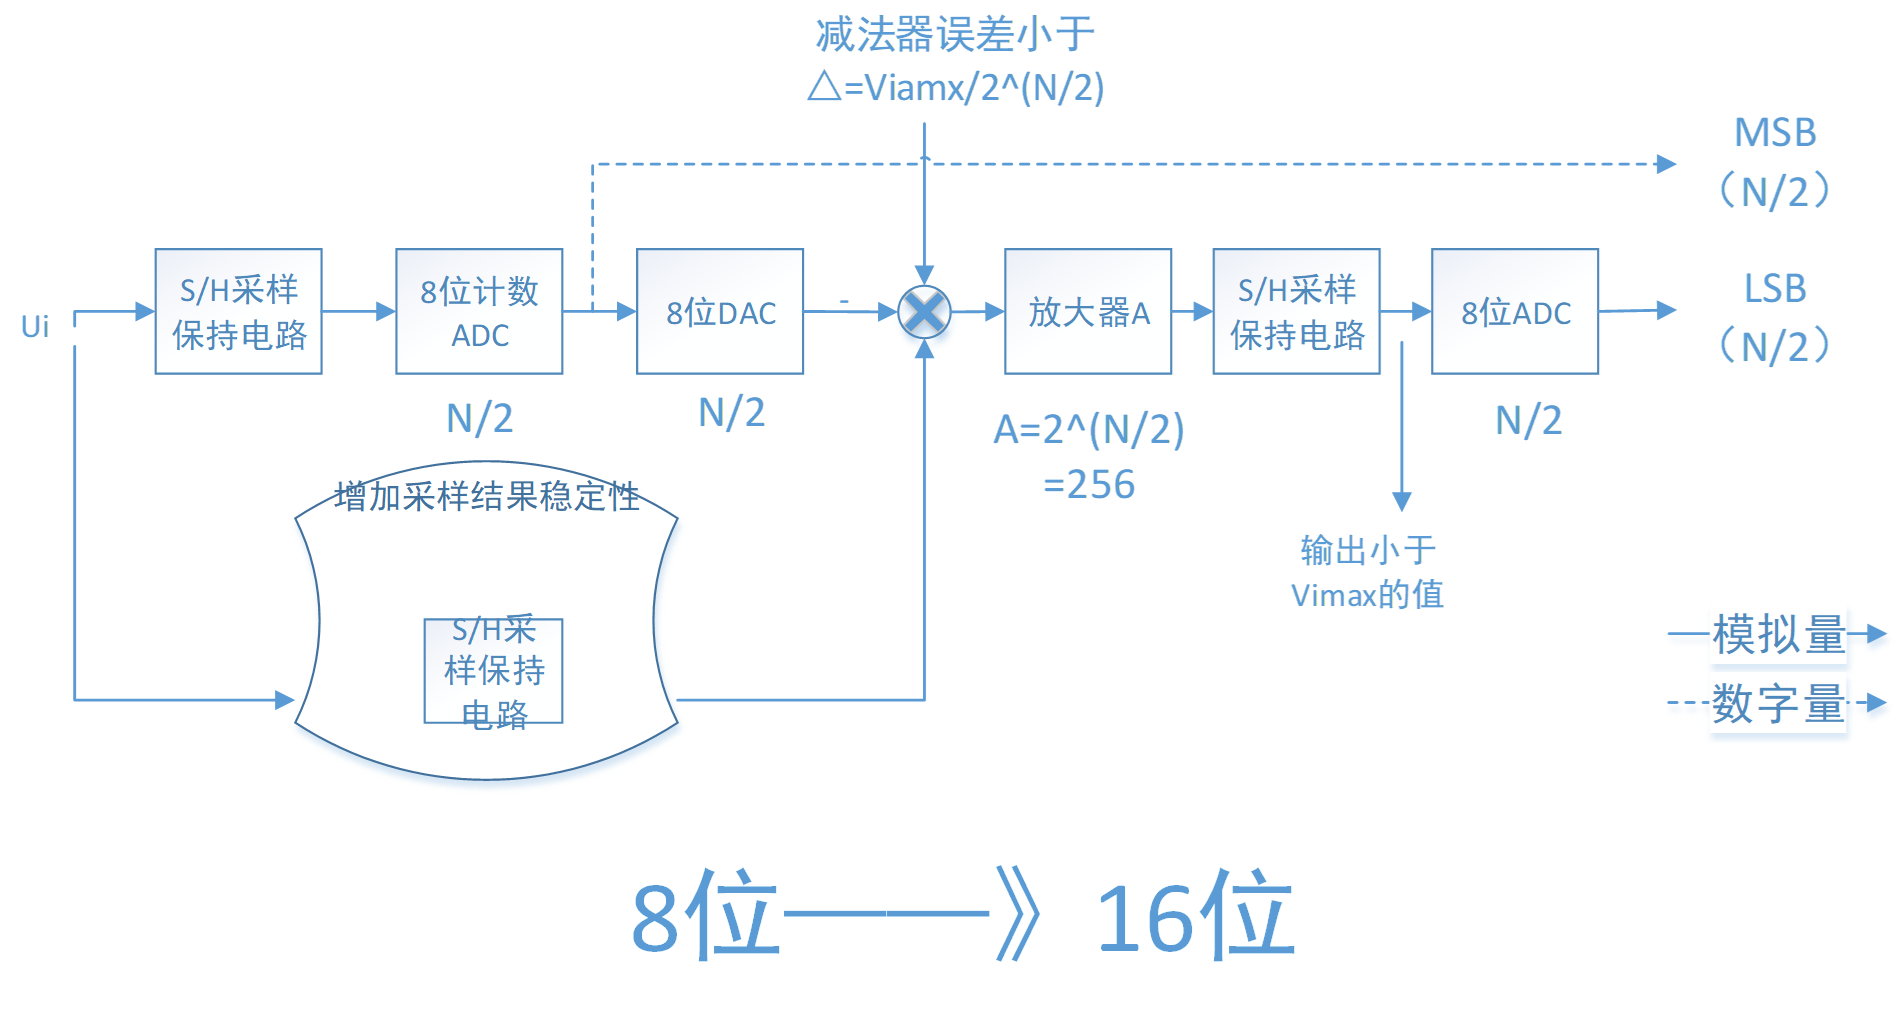 减法器误差小于
△=Viamx/2^(N/2)
MSB
（N/2）
Ui
S/H采样
保持电路
8位计数
ADC
8位DAC
-
放大器A
S/H采样
保持电路
8位ADC
LSB
（N/2）
N/2
N/2
A=2^(N/2)
=256
N/2
增加采样结果稳定性
S/H采
样保持
电路
输出小于
Vimax的值
模拟量
数字量
8位——》16位